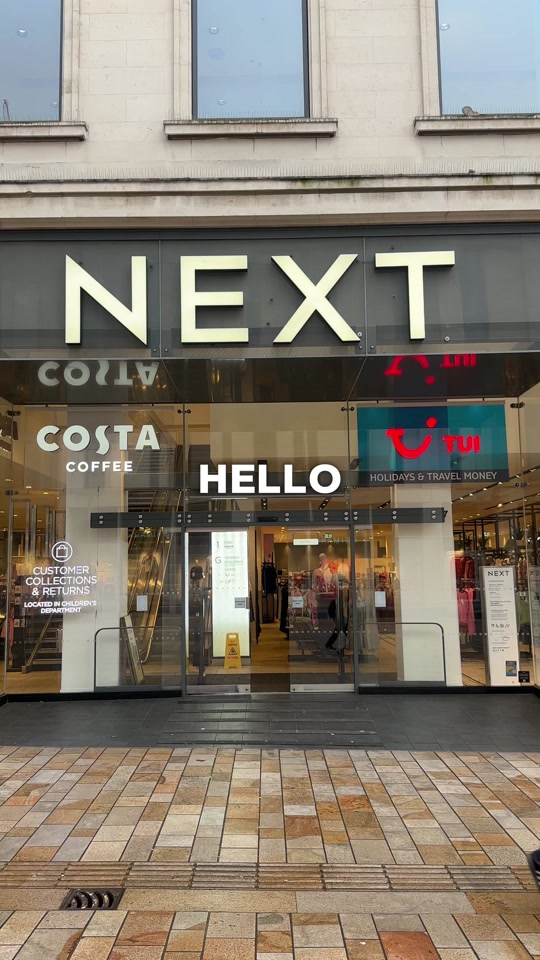 NEXT
COSTA
COFFEE
TUI
HOLIDAYS & TRAVEL MONEY
HELLO
CUSTOMER
COLLECTIONS
& RETURNS
LOCATED IN CHILDREN'S
DEPARTMENT
NEXT